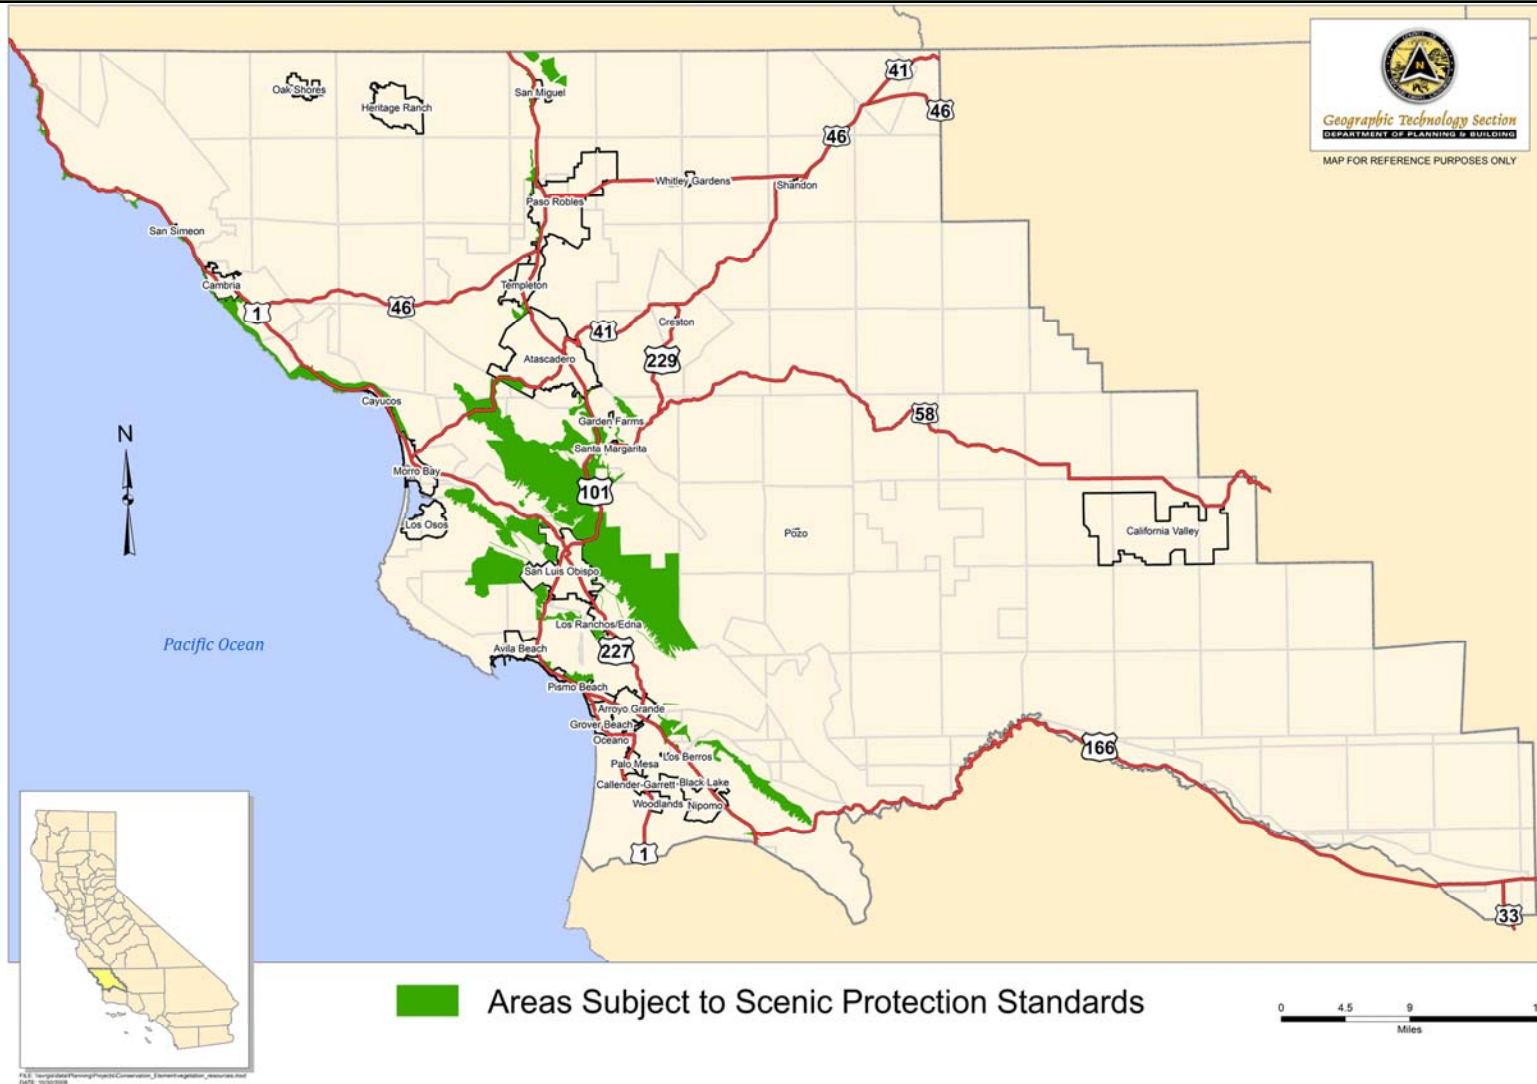 41
46
Oak Shores
San Miguel
Heritage Ranch
46
Geographic Technology Section
DEPARTMENT OF PLANNING & BUILDING
MAP FOR REFERENCE PURPOSES ONLY
Whitley Gardens
Shandon
Paso Robles
San Simeon
Cambria
Templeton
1
46
41
Creston
Atascadero
229
Cayucos
58
Garden Farms
N
Santa Margarita
Morro Bay
101
Los Osos
Pozo
California Valley
San Luis Obispo
Los Ranchos/Edna
Pacific Ocean
Avila Beach
227
Pismo Beach
Arroyo Grande
Grover Beach
Oceano
166
Los Berros
Palo Mesa
Callender-Garrett
Black Lake
Woodlands
Nipomo
1
33
Areas Subject to Scenic Protection Standards
0 4.5 9
Miles